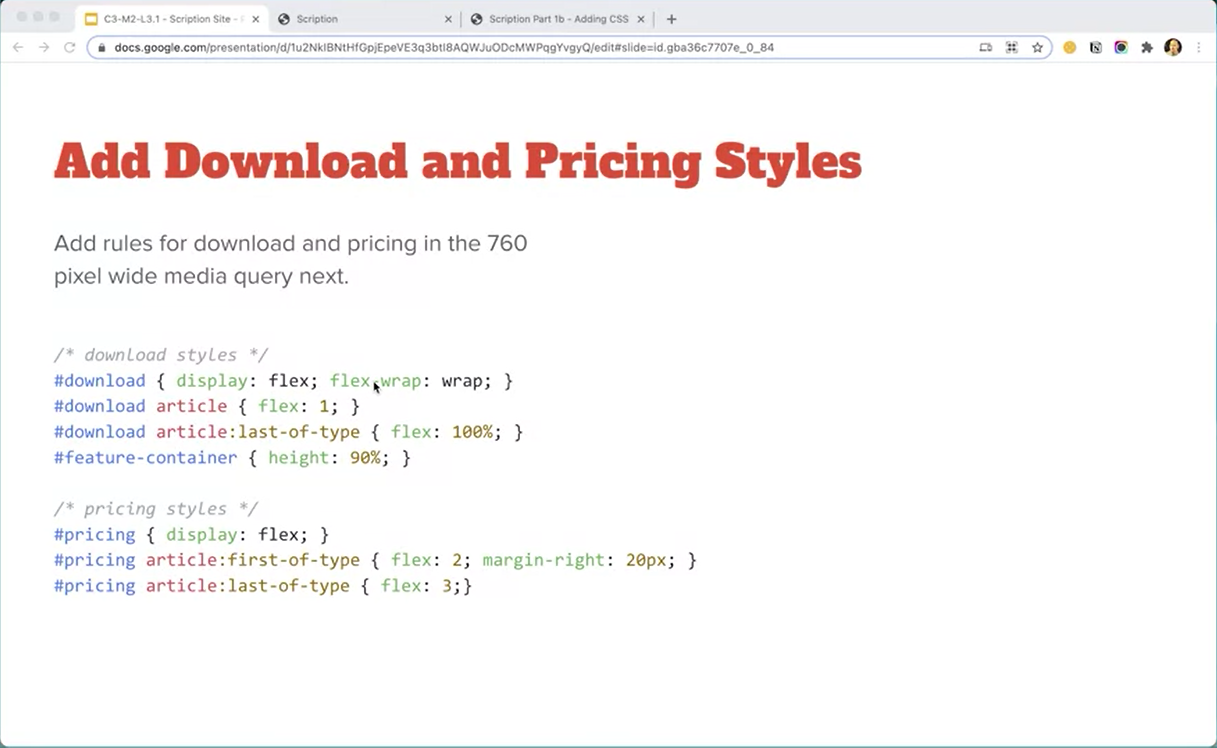 C3-M2-L3.1 - Scription Site -
Scription
Scription Part 1b - Adding CSS
docs.google.com/presentation/d/1u2NkIBNtHfGpjEpeVE3q3btI8AQWJuODcMWPqgYvgyQ/edit#slide=id.gba36c7707e_0_84
Add Download and Pricing Styles
Add rules for download and pricing in the 760
pixel wide media query next.
/* download styles */
#download { display: flex; flex-wrap: wrap; }
#download article { flex: 1; }
#download article:last-of-type { flex: 100%; }
#feature-container { height: 90%; }
/* pricing styles */
#pricing { display: flex; }
#pricing article:first-of-type { flex: 2; margin-right: 20px; }
#pricing article:last-of-type { flex: 3;}